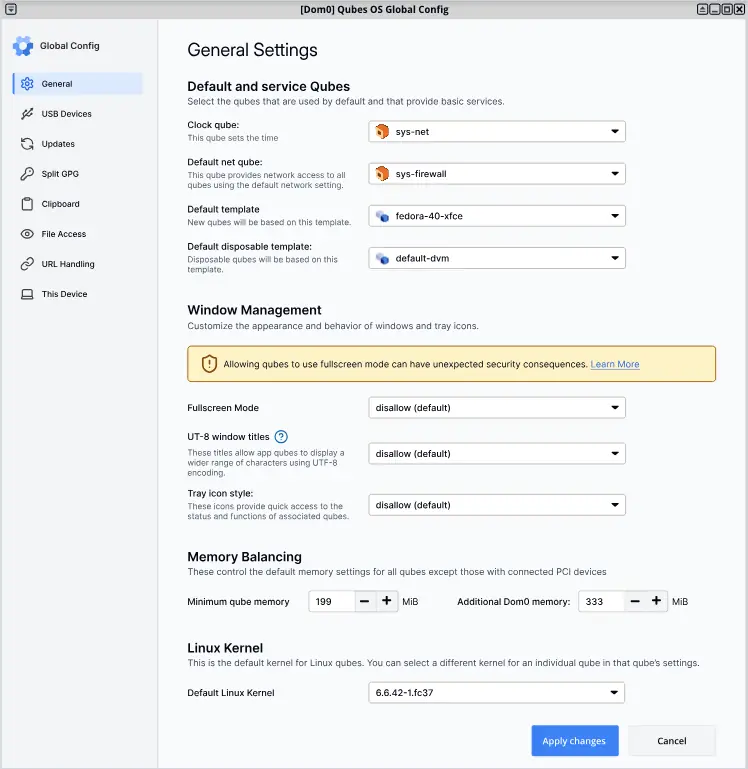 [Dom0] Qubes OS Global Config
Global Config
General
USB Devices
Updates
Split GPG
Clipboard
File Access
URL Handling
This Device
General Settings
Default and service Qubes
Select the qubes that are used by default and that provide basic services.
Clock qube:
This qube sets the time
sys-net
Default net qube:
This qube provides network access to all
qubes using the default network setting.
sys-firewall
Default template
New qubes will be based on this template.
fedora-40-xfce
Default disposable template:
Disposable qubes will be based on this
template.
default-dvm
Window Management
Customize the appearance and behavior of windows and tray icons.
Allowing qubes to use fullscreen mode can have unexpected security consequences. Learn More
Fullscreen Mode
disallow (default)
UT-8 window titles
These titles allow app qubes to display a
wider range of characters using UTF-8
encoding.
disallow (default)
Tray icon style:
These icons provide quick access to the
status and functions of associated qubes.
disallow (default)
Memory Balancing
These control the default memory settings for all qubes except those with connected PCI devices
Minimum qube memory 199 − + MiB Additional Dom0 memory: 333 − + MiB
Linux Kernel
This is the default kernel for Linux qubes. You can select a different kernel for an individual qube in that qube's settings.
Default Linux Kernel
6.6.42-1.fc37
Apply changes
Cancel